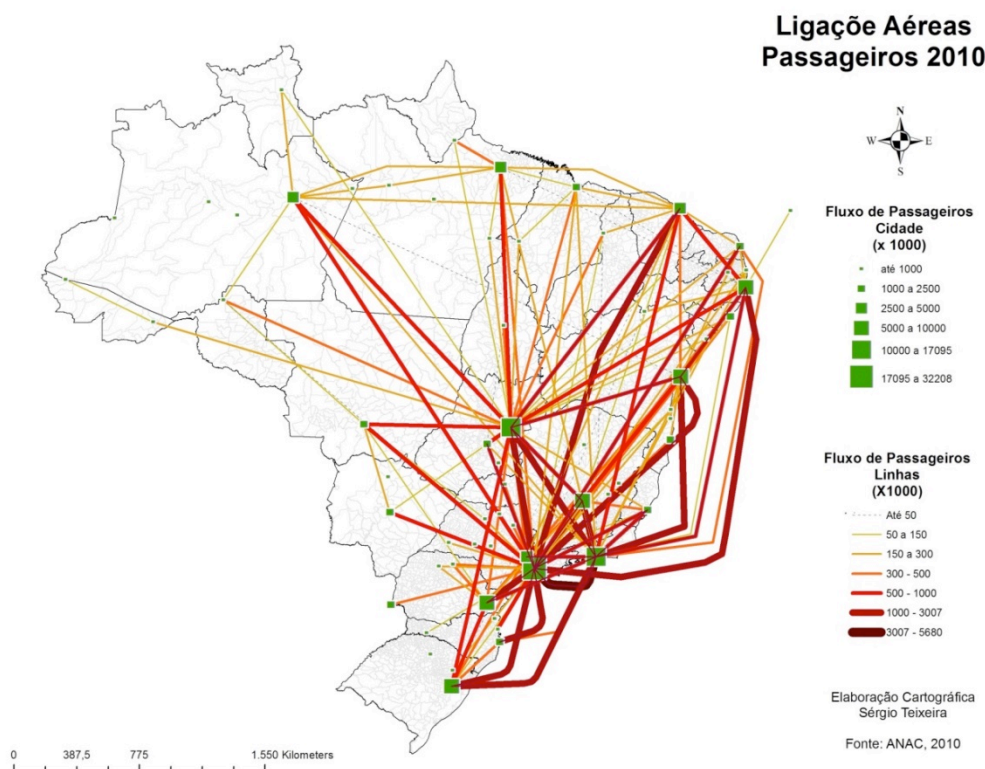 Ligaçõe Aéreas
Passageiros 2010
N
W E
S
Fluxo de Passageiros
Cidade
(x 1000)
até 1000
1000 a 2500
2500 a 5000
5000 a 10000
10000 a 17095
17095 a 32208
Fluxo de Passageiros
Linhas
(X1000)
Até 50
50 a 150
150 a 300
300 - 500
500 - 1000
1000 - 3007
3007 - 5680
Elaboração Cartográfica
Sérgio Teixeira
Fonte: ANAC, 2010
0 387,5 775 1.550 Kilometers